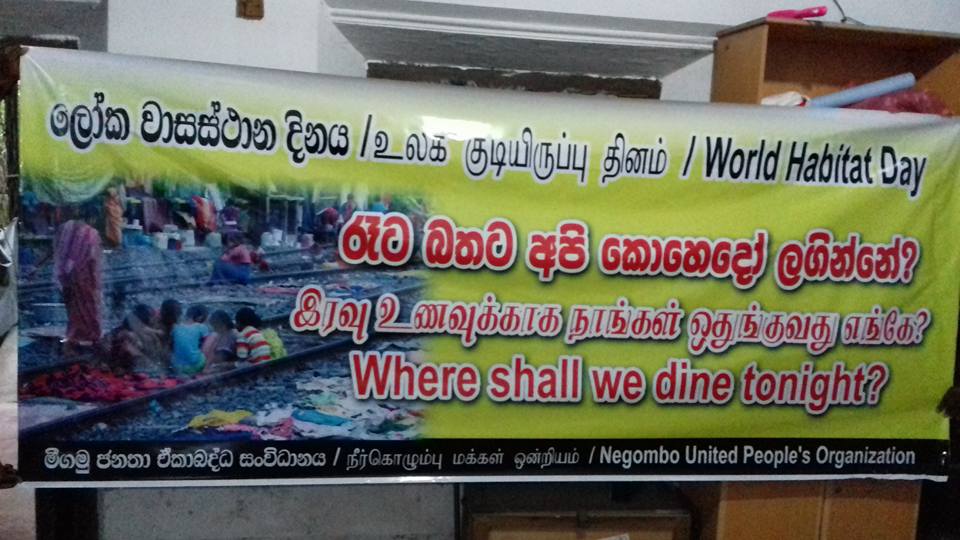 ලෝක වාසස්ථාන දිනය / உலக குடியிருப்பு தினம் / World Habitat Day
රෑට බතට අපි කොහෙදෝ ලගින්නේ?
இரவு உணவுக்காக நாங்கள் ஒதுங்குவது எங்கே?
Where shall we dine tonight?
මීගමු ජනතා ඒකාබද්ධ සංවිධානය / நீர்கொழும்பு மக்கள் ஒன்றியம் / Negombo United People's Organization